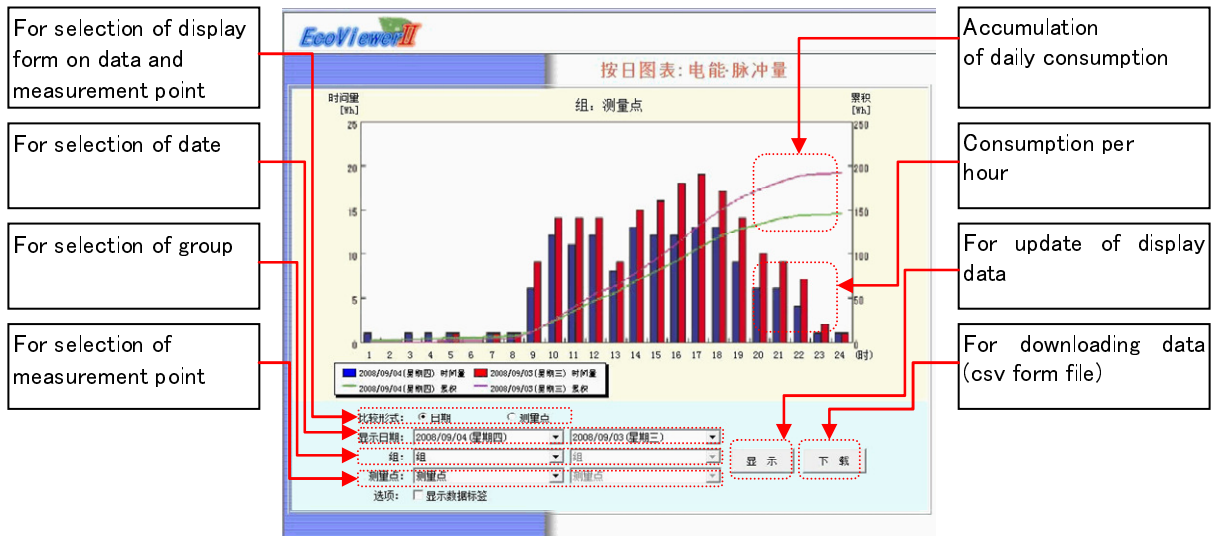 For selection of display
form on data and
measurement point
For selection of date
For selection of group
For selection of
measurement point
EcoViewerII
按日图表:电能·脉冲量
时间量
[Wh]
组: 测量点
累积
[Wh]
25
20
15
10
5
0
250
200
150
100
50
0
1 2 3 4 5 6 7 8 9 10 11 12 13 14 15 16 17 18 19 20 21 22 23 24 (时)
2008/09/04(星期四) 时间量 2008/09/03(星期三) 时间量
2008/09/04(星期四) 累积 2008/09/03(星期三) 累积
比较形式: 日期 测量点
显示日期: 2008/09/04(星期四) 2008/09/03(星期三)
组: 组 组
测量点: 测量点 测量点
选项: 显示数据标签
显 示
下 载
Accumulation
of daily consumption
Consumption per
hour
For update of display
data
For downloading data
(csv form file)